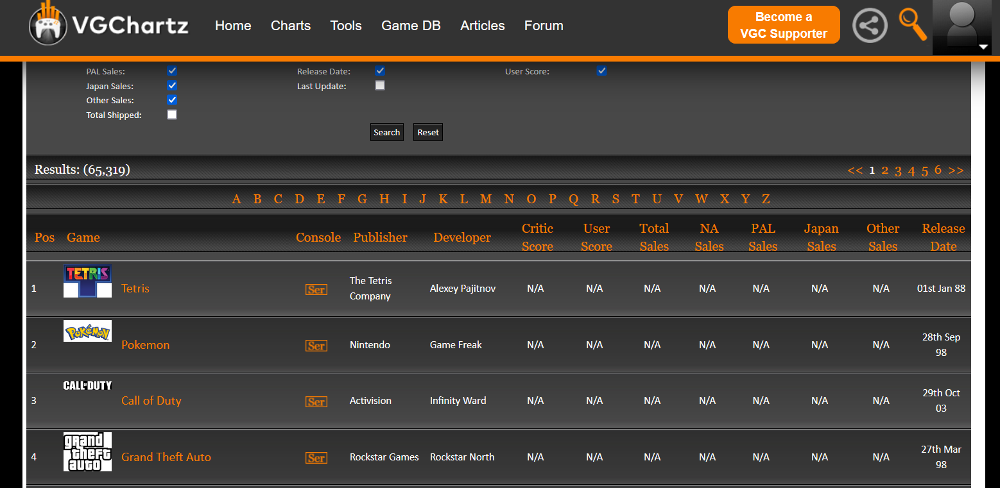 VGChartz Home Charts Tools Game DB Articles Forum Become a
VGC Supporter
PAL Sales: Release Date: User Score:
Japan Sales: Last Update:
Other Sales:
Total Shipped:
Search Reset
Results: (65,319) << 1 2 3 4 5 6 >>
A B C D E F G H I J K L M N O P Q R S T U V W X Y Z
Pos Game Console Publisher Developer Critic Score User Score Total Sales NA Sales PAL Sales Japan Sales Other Sales Release Date
TETRIS
1 Tetris Ser The Tetris Company Alexey Pajitnov N/A N/A N/A N/A N/A N/A N/A 01st Jan 88
POKéMON
2 Pokemon Ser Nintendo Game Freak N/A N/A N/A N/A N/A N/A N/A 28th Sep 98
CALL OF DUTY
3 Call of Duty Ser Activision Infinity Ward N/A N/A N/A N/A N/A N/A N/A 29th Oct 03
grand
theft
auto
4 Grand Theft Auto Ser Rockstar Games Rockstar North N/A N/A N/A N/A N/A N/A N/A 27th Mar 98